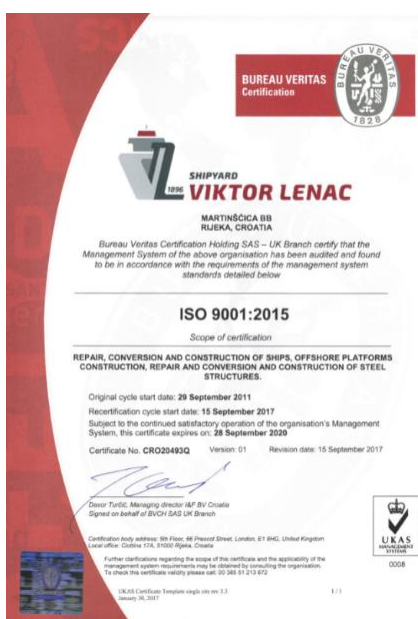 BUREAU VERITAS
Certification
BUREAU VERITAS
1828
SHIPYARD
1896
VIKTOR LENAC
MARTINŠĆICA BB
RIJEKA, CROATIA
Bureau Veritas Certification Holding SAS – UK Branch certify that the
Management System of the above organisation has been audited and found
to be in accordance with the requirements of the management system
standards detailed below
ISO 9001:2015
Scope of certification
REPAIR, CONVERSION AND CONSTRUCTION OF SHIPS, OFFSHORE PLATFORMS
CONSTRUCTION, REPAIR AND CONVERSION AND CONSTRUCTION OF STEEL
STRUCTURES.
Original cycle start date: 29 September 2011
Recertification cycle start date: 15 September 2017
Subject to the continued satisfactory operation of the organisation's Management
System, this certificate expires on: 28 September 2020
Certificate No. CRO20493Q Version: 01 Revision date: 15 September 2017
Davor Turčić, Managing director I&F BV Croatia
Signed on behalf of BVCH SAS UK Branch
Certification body address: 5th Floor, 66 Prescot Street, London, E1 8HG, United Kingdom
Local office: Ciottina 17A, 51000 Rijeka, Croatia
Further clarifications regarding the scope of this certificate and the applicability of the
management system requirements may be obtained by consulting the organisation.
To check this certificate validity please call: 00 385 51 213 672
UKAS
MANAGEMENT
SYSTEMS
0008
UKAS Certificate Template single site rev 3.3
January 30, 2017
1 / 1